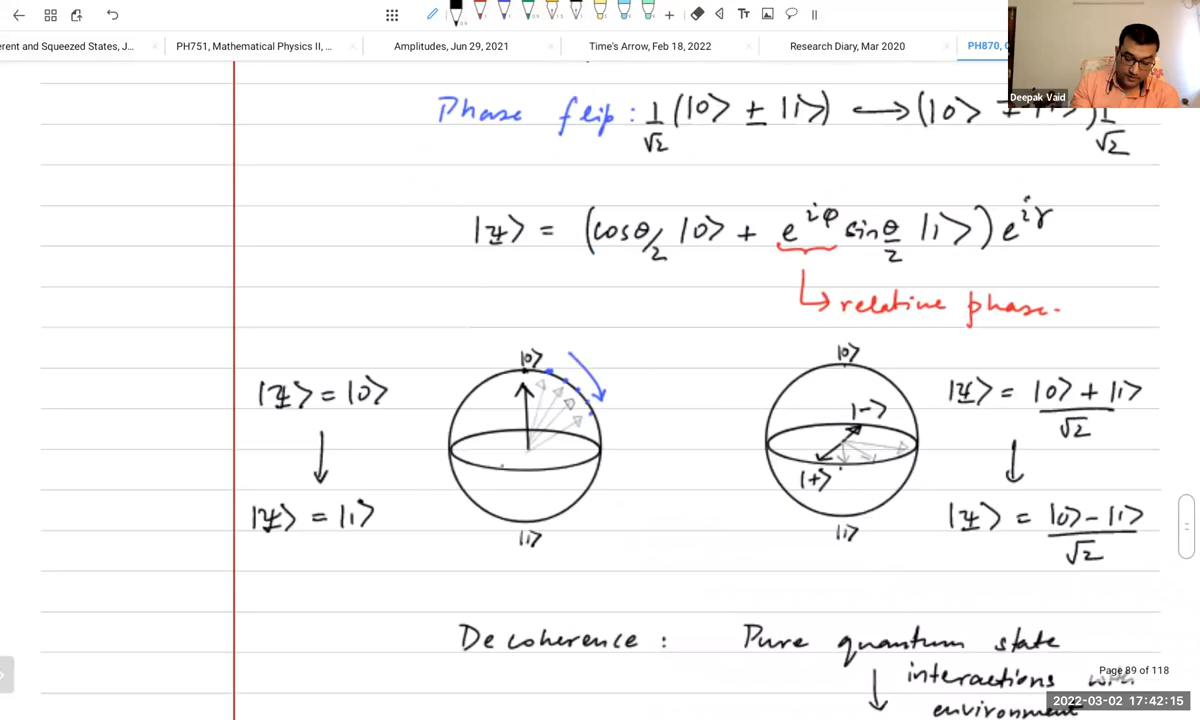 erent and Squeezed States, J...
PH751, Mathematical Physics II, ...
Amplitudes, Jun 29, 2021
Time's Arrow, Feb 18, 2022
Research Diary, Mar 2020
PH870,
Deepak Vaid
Phase flip : 1/√2 (|0⟩ ± |1⟩) ⟷ (|0⟩ ∓ |1⟩) 1/√2
|Ψ⟩ = (cosθ/2 |0⟩ + e^{iφ} sin θ/2 |1⟩) e^{iγ}
relative phase.
|0⟩
|0⟩
|Ψ⟩ = |0⟩
|−⟩
|Ψ⟩ = |0⟩ + |1⟩ / √2
|+⟩
|Ψ⟩ = |1⟩
|Ψ⟩ = |0⟩ − |1⟩ / √2
|1⟩
|1⟩
Decoherence : Pure quantum state
interactions with
environment
Page 89 of 118
2022-03-02 17:42:15